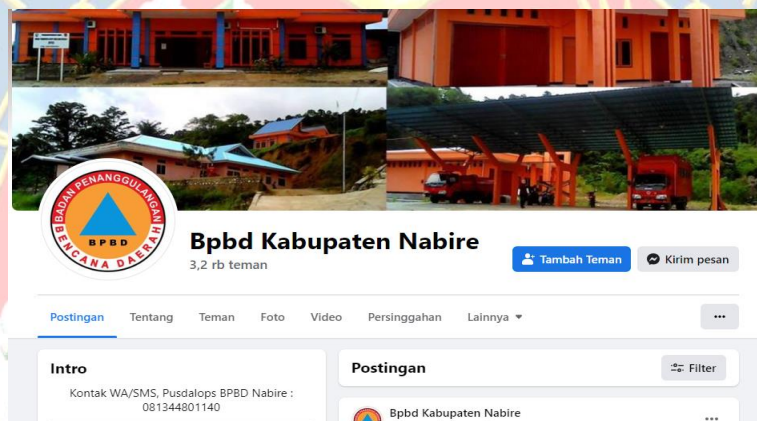 BADAN PENANGGULANGAN
BENCANA DAERAH
BPBD
Bpbd Kabupaten Nabire
3,2 rb teman
Tambah Teman
Kirim pesan
Postingan
Tentang
Teman
Foto
Video
Persinggahan
Lainnya
Intro
Kontak WA/SMS, Pusdalops BPBD Nabire :
081344801140
Postingan
Filter
Bpbd Kabupaten Nabire